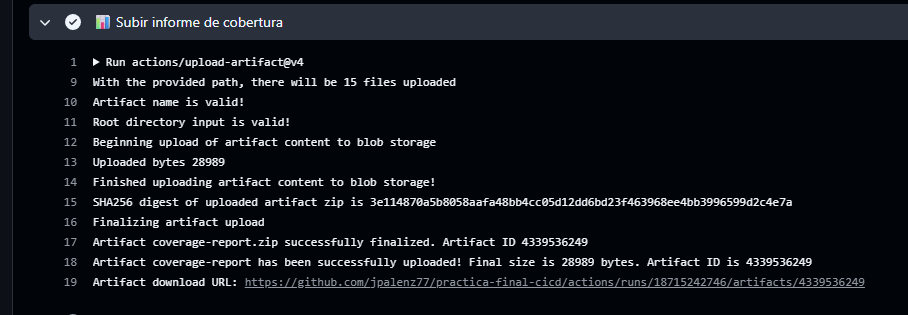 📊 Subir informe de cobertura
1 ▶ Run actions/upload-artifact@v4
9 With the provided path, there will be 15 files uploaded
10 Artifact name is valid!
11 Root directory input is valid!
12 Beginning upload of artifact content to blob storage
13 Uploaded bytes 28989
14 Finished uploading artifact content to blob storage!
15 SHA256 digest of uploaded artifact zip is 3e114870a5b8058aafa48bb4cc05d12dd6bd23f463968ee4bb3996599d2c4e7a
16 Finalizing artifact upload
17 Artifact coverage-report.zip successfully finalized. Artifact ID 4339536249
18 Artifact coverage-report has been successfully uploaded! Final size is 28989 bytes. Artifact ID is 4339536249
19 Artifact download URL: https://github.com/jpalenz77/practica-final-cicd/actions/runs/18715242746/artifacts/4339536249